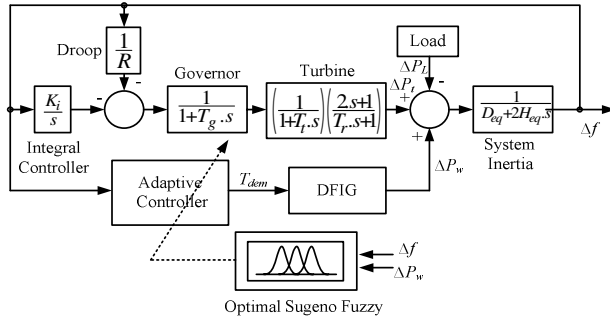 Droop
1
R
-
-
K_i
s
Integral
Controller
Governor
1
1+T_g.s
Turbine
(1 / 1+T_t.s)(2.s+1 / T_r.s+1)
Load
ΔP_L
-
ΔP_t
+
+
ΔP_w
1
D_eq+2H_eq.s
System
Inertia
Δf
Adaptive
Controller
T_dem
DFIG
Δf
ΔP_w
Optimal Sugeno Fuzzy